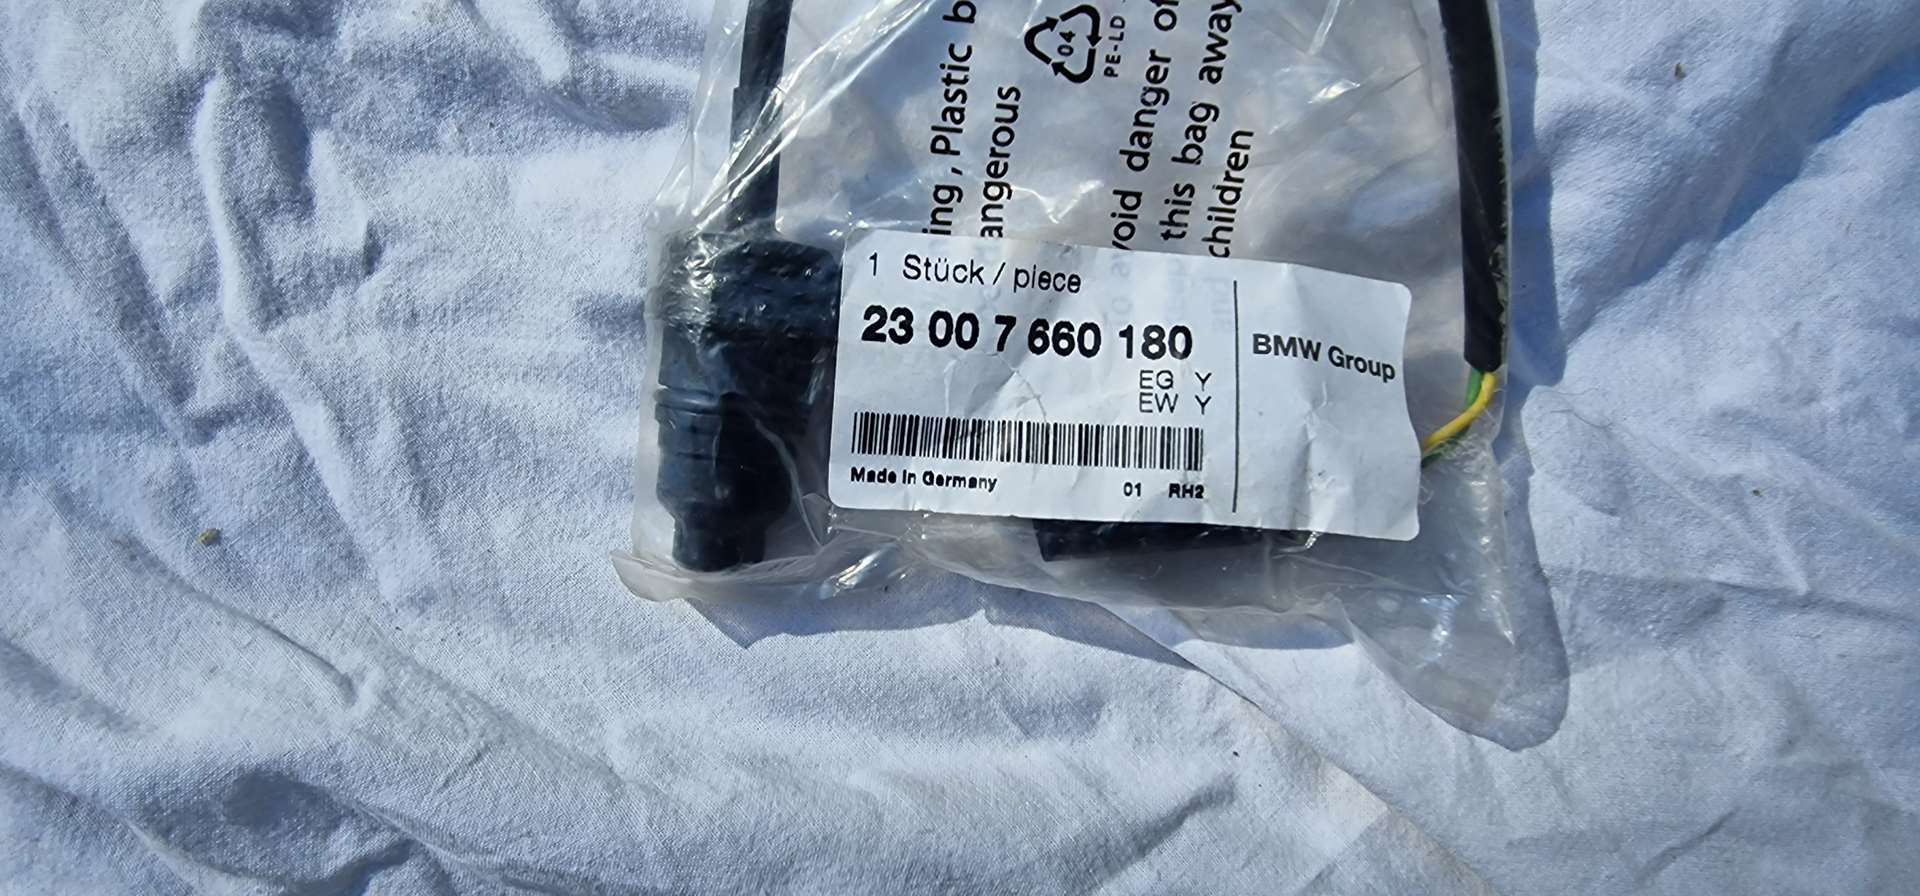 1 Stück / piece
23 00 7 660 180
EG Y
EW Y
Made in Germany
01 RH2
BMW Group
ing, Plastic b
angerous
04
PE-LD
void danger of
this bag away
children